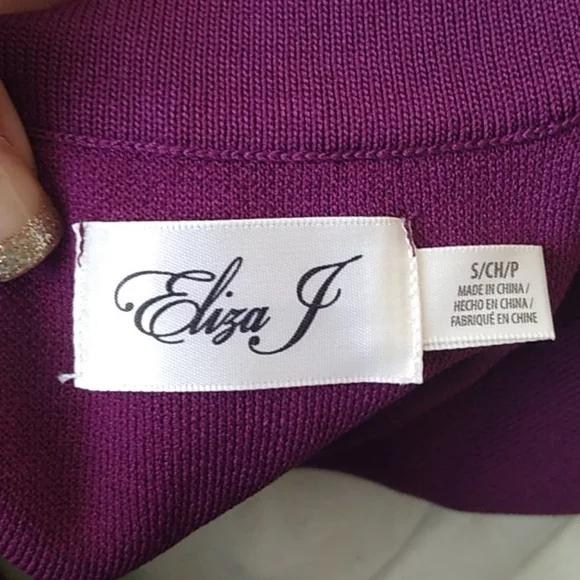 Eliza J
S/CH/P
MADE IN CHINA /
HECHO EN CHINA /
FABRIQUÉ EN CHINE